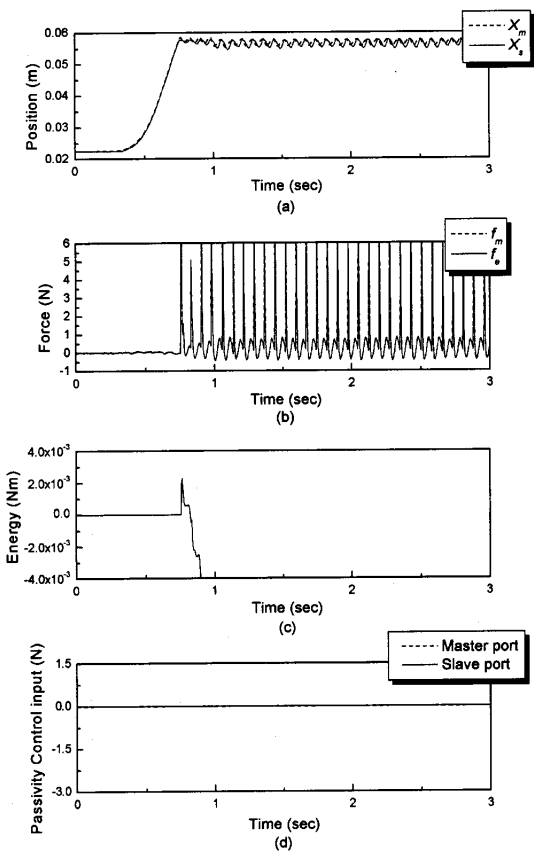 0.06
0.05
0.04
0.03
0.02
Position (m)
X_m
X_s
0 1 2 3
Time (sec)
(a)
6
5
4
3
2
1
0
-1
Force (N)
f_m
f_e
0 1 2 3
Time (sec)
(b)
4.0x10^-3
2.0x10^-3
0.0
-2.0x10^-3
-4.0x10^-3
Energy (Nm)
0 1 2 3
Time (sec)
(c)
1.5
0.0
-1.5
-3.0
Passivity Control input (N)
Master port
Slave port
0 1 2 3
Time (sec)
(d)